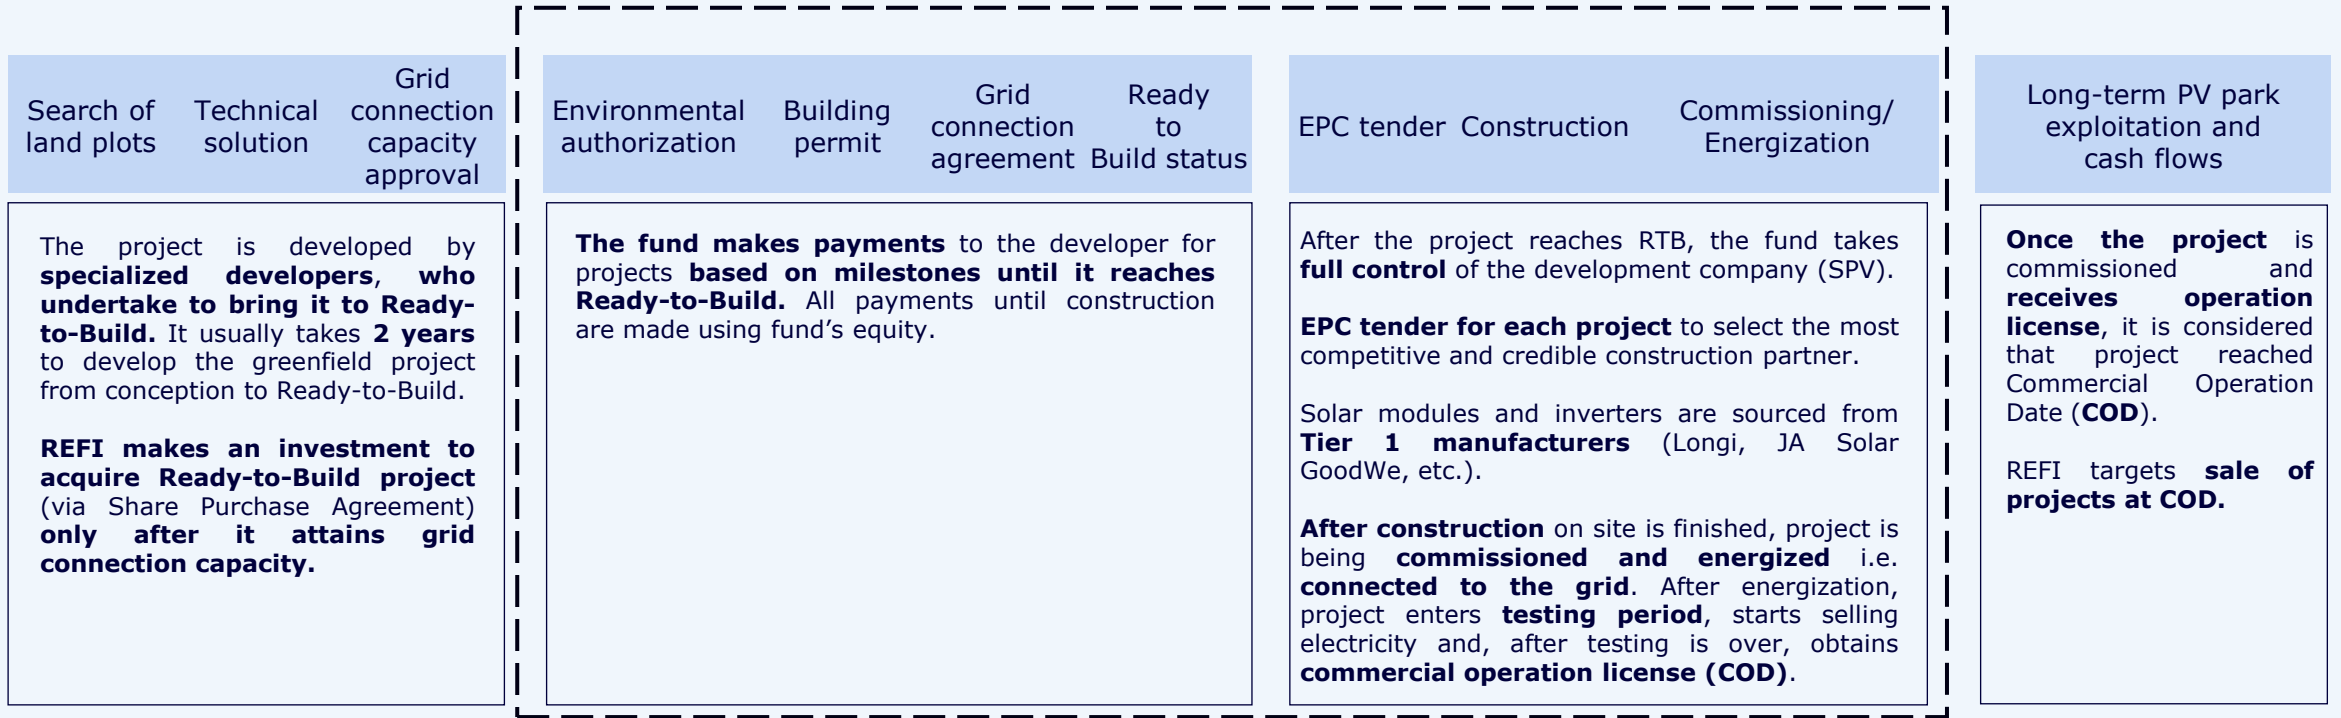 Search of
land plots
Technical
solution
Grid
connection
capacity
approval
The project is developed by
specialized developers, who
undertake to bring it to Ready-
to-Build. It usually takes 2 years
to develop the greenfield project
from conception to Ready-to-Build.
REFI makes an investment to
acquire Ready-to-Build project
(via Share Purchase Agreement)
only after it attains grid
connection capacity.
Environmental
authorization
Building
permit
Grid
connection
agreement
Ready
to
Build status
The fund makes payments to the developer for
projects based on milestones until it reaches
Ready-to-Build. All payments until construction
are made using fund’s equity.
EPC tender
Construction
Commissioning/
Energization
After the project reaches RTB, the fund takes
full control of the development company (SPV).
EPC tender for each project to select the most
competitive and credible construction partner.
Solar modules and inverters are sourced from
Tier 1 manufacturers (Longi, JA Solar
GoodWe, etc.).
After construction on site is finished, project is
being commissioned and energized i.e.
connected to the grid. After energization,
project enters testing period, starts selling
electricity and, after testing is over, obtains
commercial operation license (COD).
Long-term PV park
exploitation and
cash flows
Once the project is
commissioned and
receives operation
license, it is considered
that project reached
Commercial Operation
Date (COD).
REFI targets sale of
projects at COD.